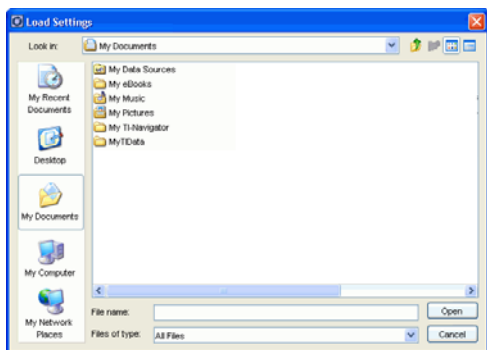 Load Settings
Look in:
My Documents
My Recent
Documents
Desktop
My Documents
My Computer
My Network
Places
My Data Sources
My eBooks
My Music
My Pictures
My TI-Navigator
MyTIData
File name:
Open
Files of type:
All Files
Cancel